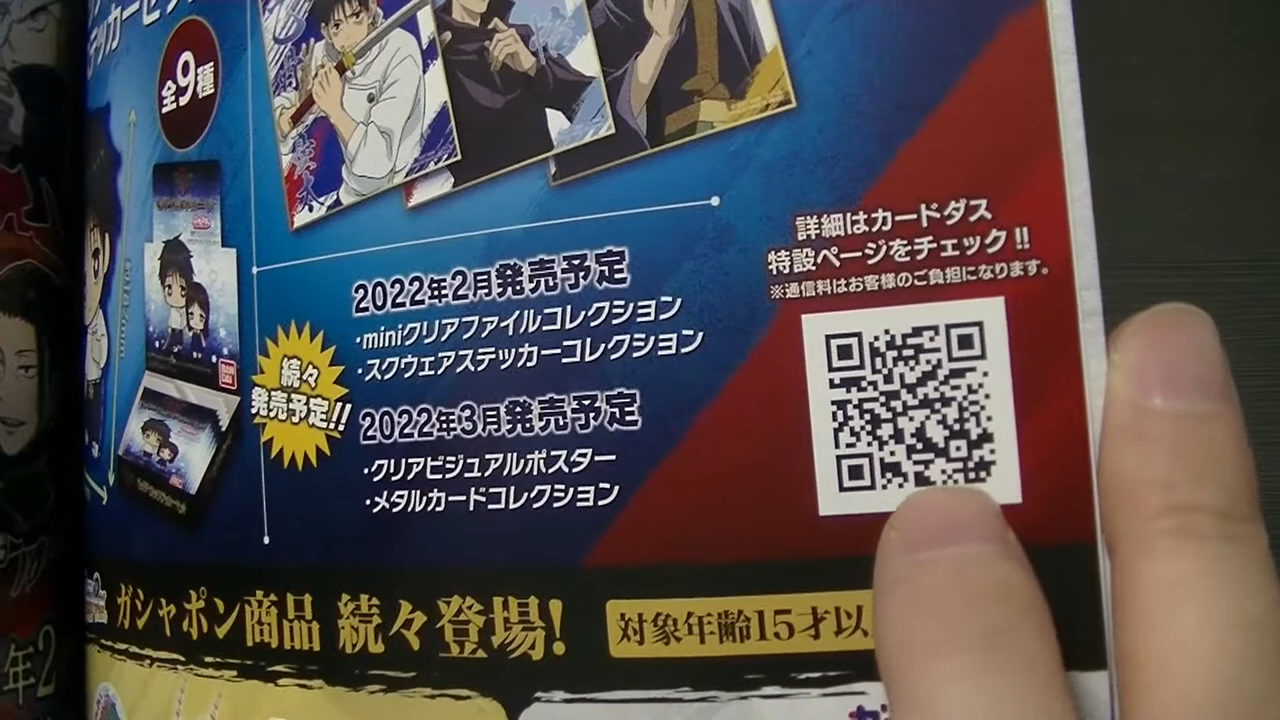 全9種
BAN
DAI
2022年2月発売予定
・miniクリアファイルコレクション
・スクウェアステッカーコレクション
続々
発売予定!!
2022年3月発売予定
・クリアビジュアルポスター
・メタルカードコレクション
詳細はカードダス
特設ページをチェック!!
※通信料はお客様のご負担になります。
ガシャポン商品 続々登場!
対象年齢15才以
年2